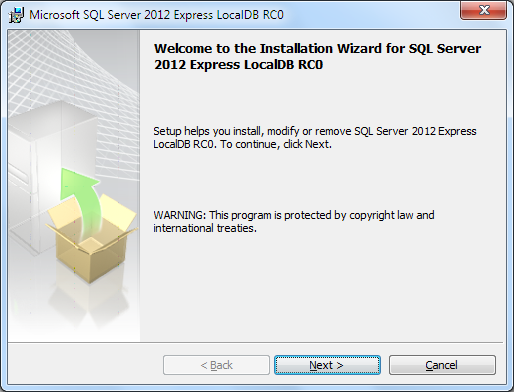 Microsoft SQL Server 2012 Express LocalDB RC0
Welcome to the Installation Wizard for SQL Server
2012 Express LocalDB RC0
Setup helps you install, modify or remove SQL Server 2012 Express
LocalDB RC0. To continue, click Next.
WARNING: This program is protected by copyright law and
international treaties.
< Back
Next >
Cancel